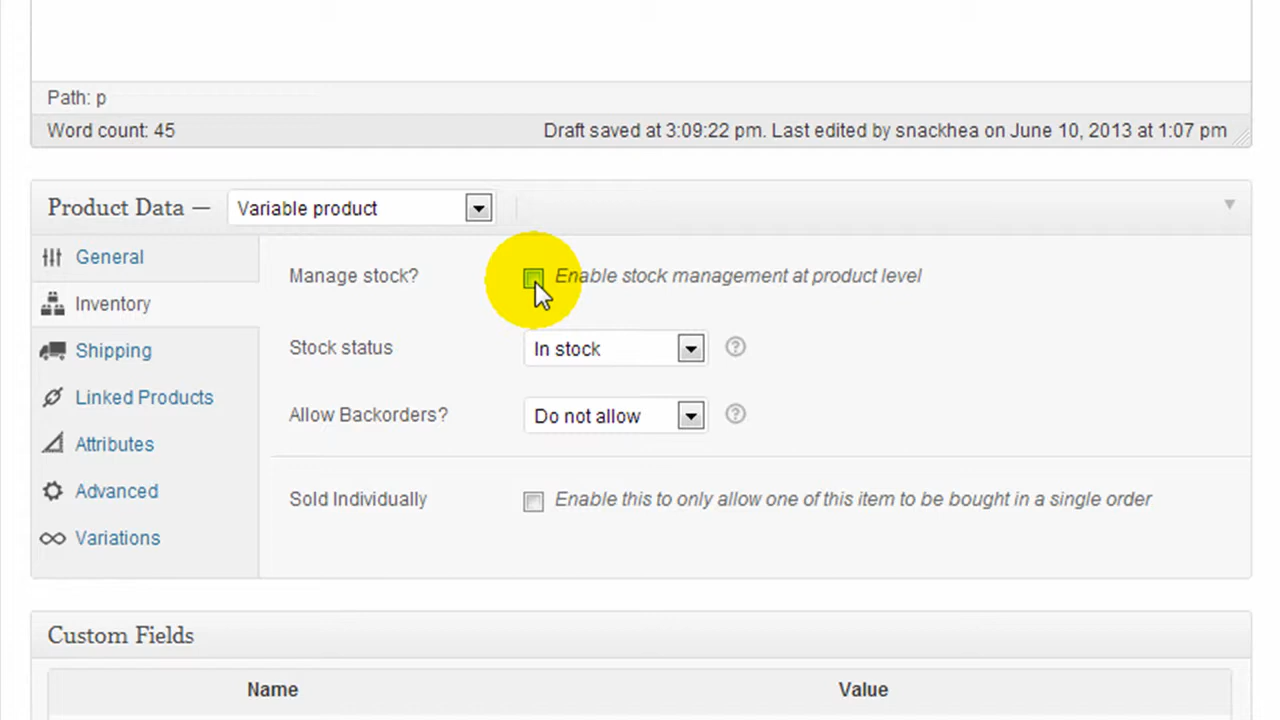 Path: p
Word count: 45 Draft saved at 3:09:22 pm. Last edited by snackhea on June 10, 2013 at 1:07 pm
Product Data — Variable product
General
Manage stock? Enable stock management at product level
Inventory
Stock status In stock ?
Shipping
Linked Products
Allow Backorders? Do not allow ?
Attributes
Advanced
Sold Individually Enable this to only allow one of this item to be bought in a single order
Variations
Custom Fields
Name Value